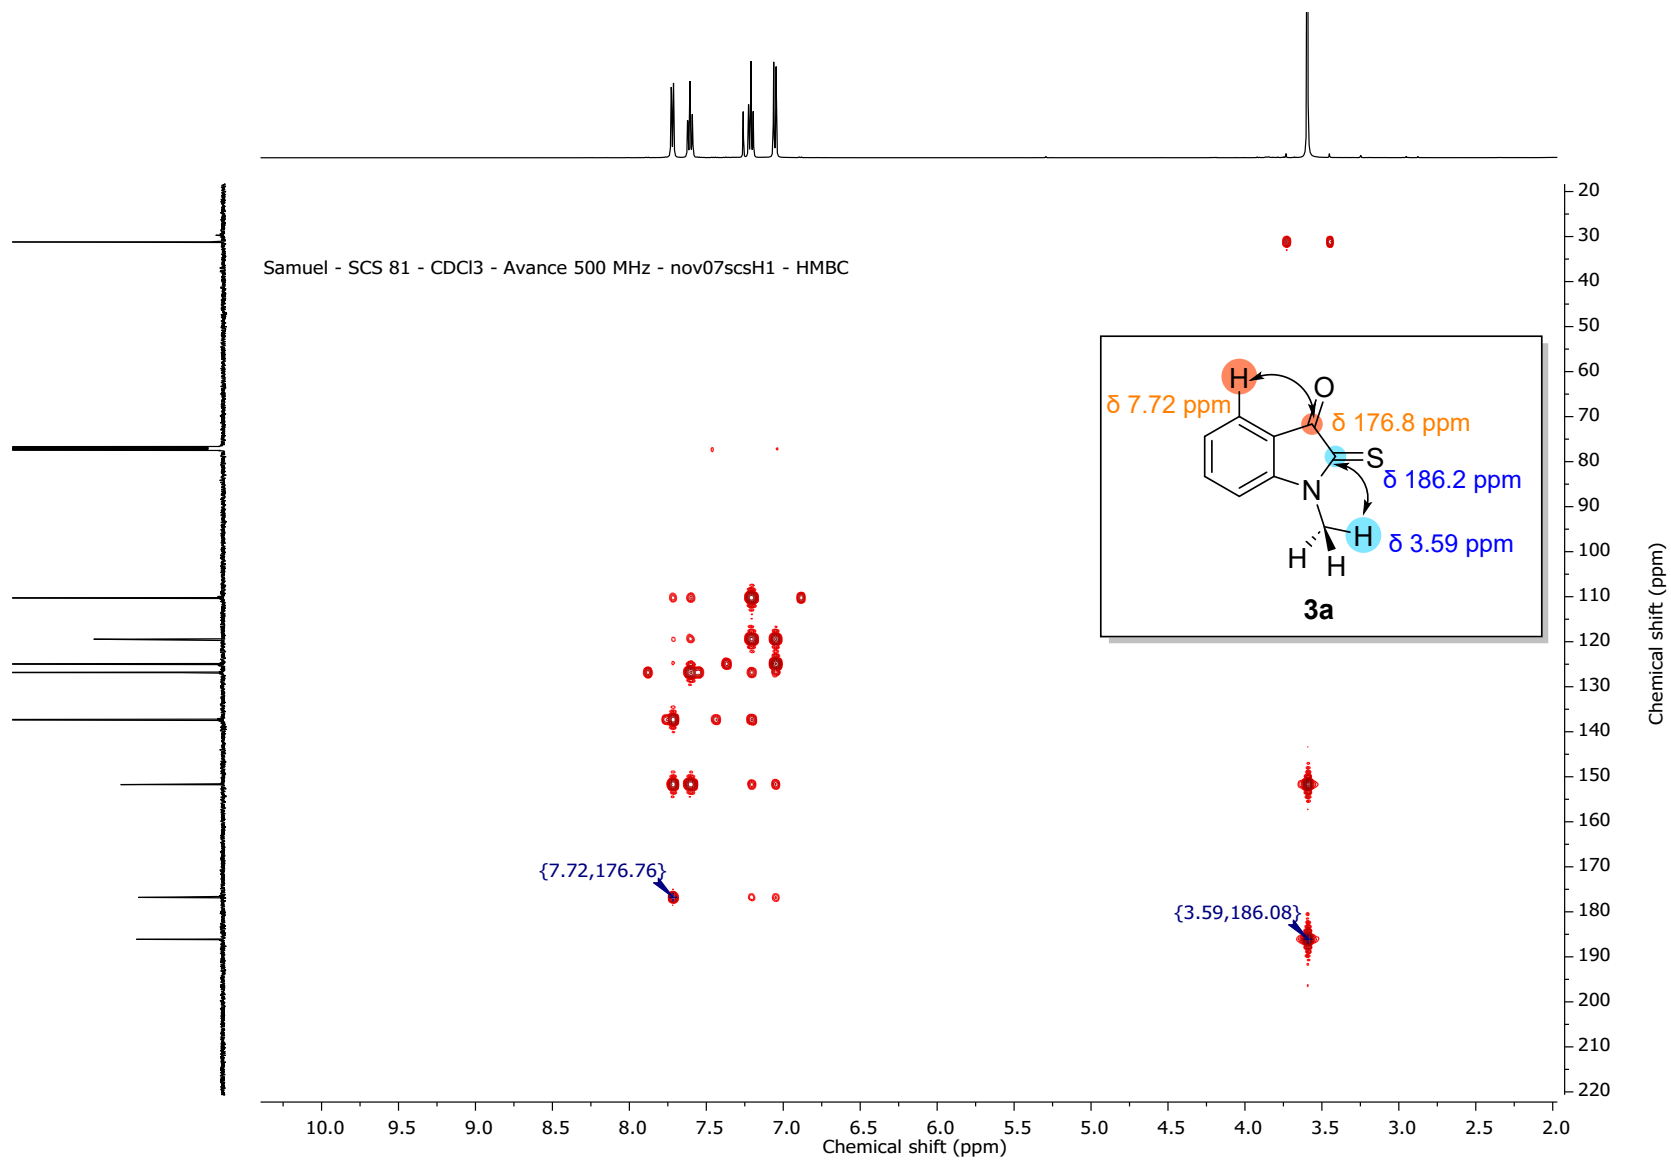 Samuel - SCS 81 - CDCl3 - Avance 500 MHz - nov07scsH1 - HMBC
H
O
δ 7.72 ppm
δ 176.8 ppm
S
δ 186.2 ppm
N
H
δ 3.59 ppm
H
H
3a
{7.72,176.76}
{3.59,186.08}
20
30
40
50
60
70
80
90
100
110
120
130
140
150
160
170
180
190
200
210
220
Chemical shift (ppm)
10.0 9.5 9.0 8.5 8.0 7.5 7.0 6.5 6.0 5.5 5.0 4.5 4.0 3.5 3.0 2.5 2.0
Chemical shift (ppm)